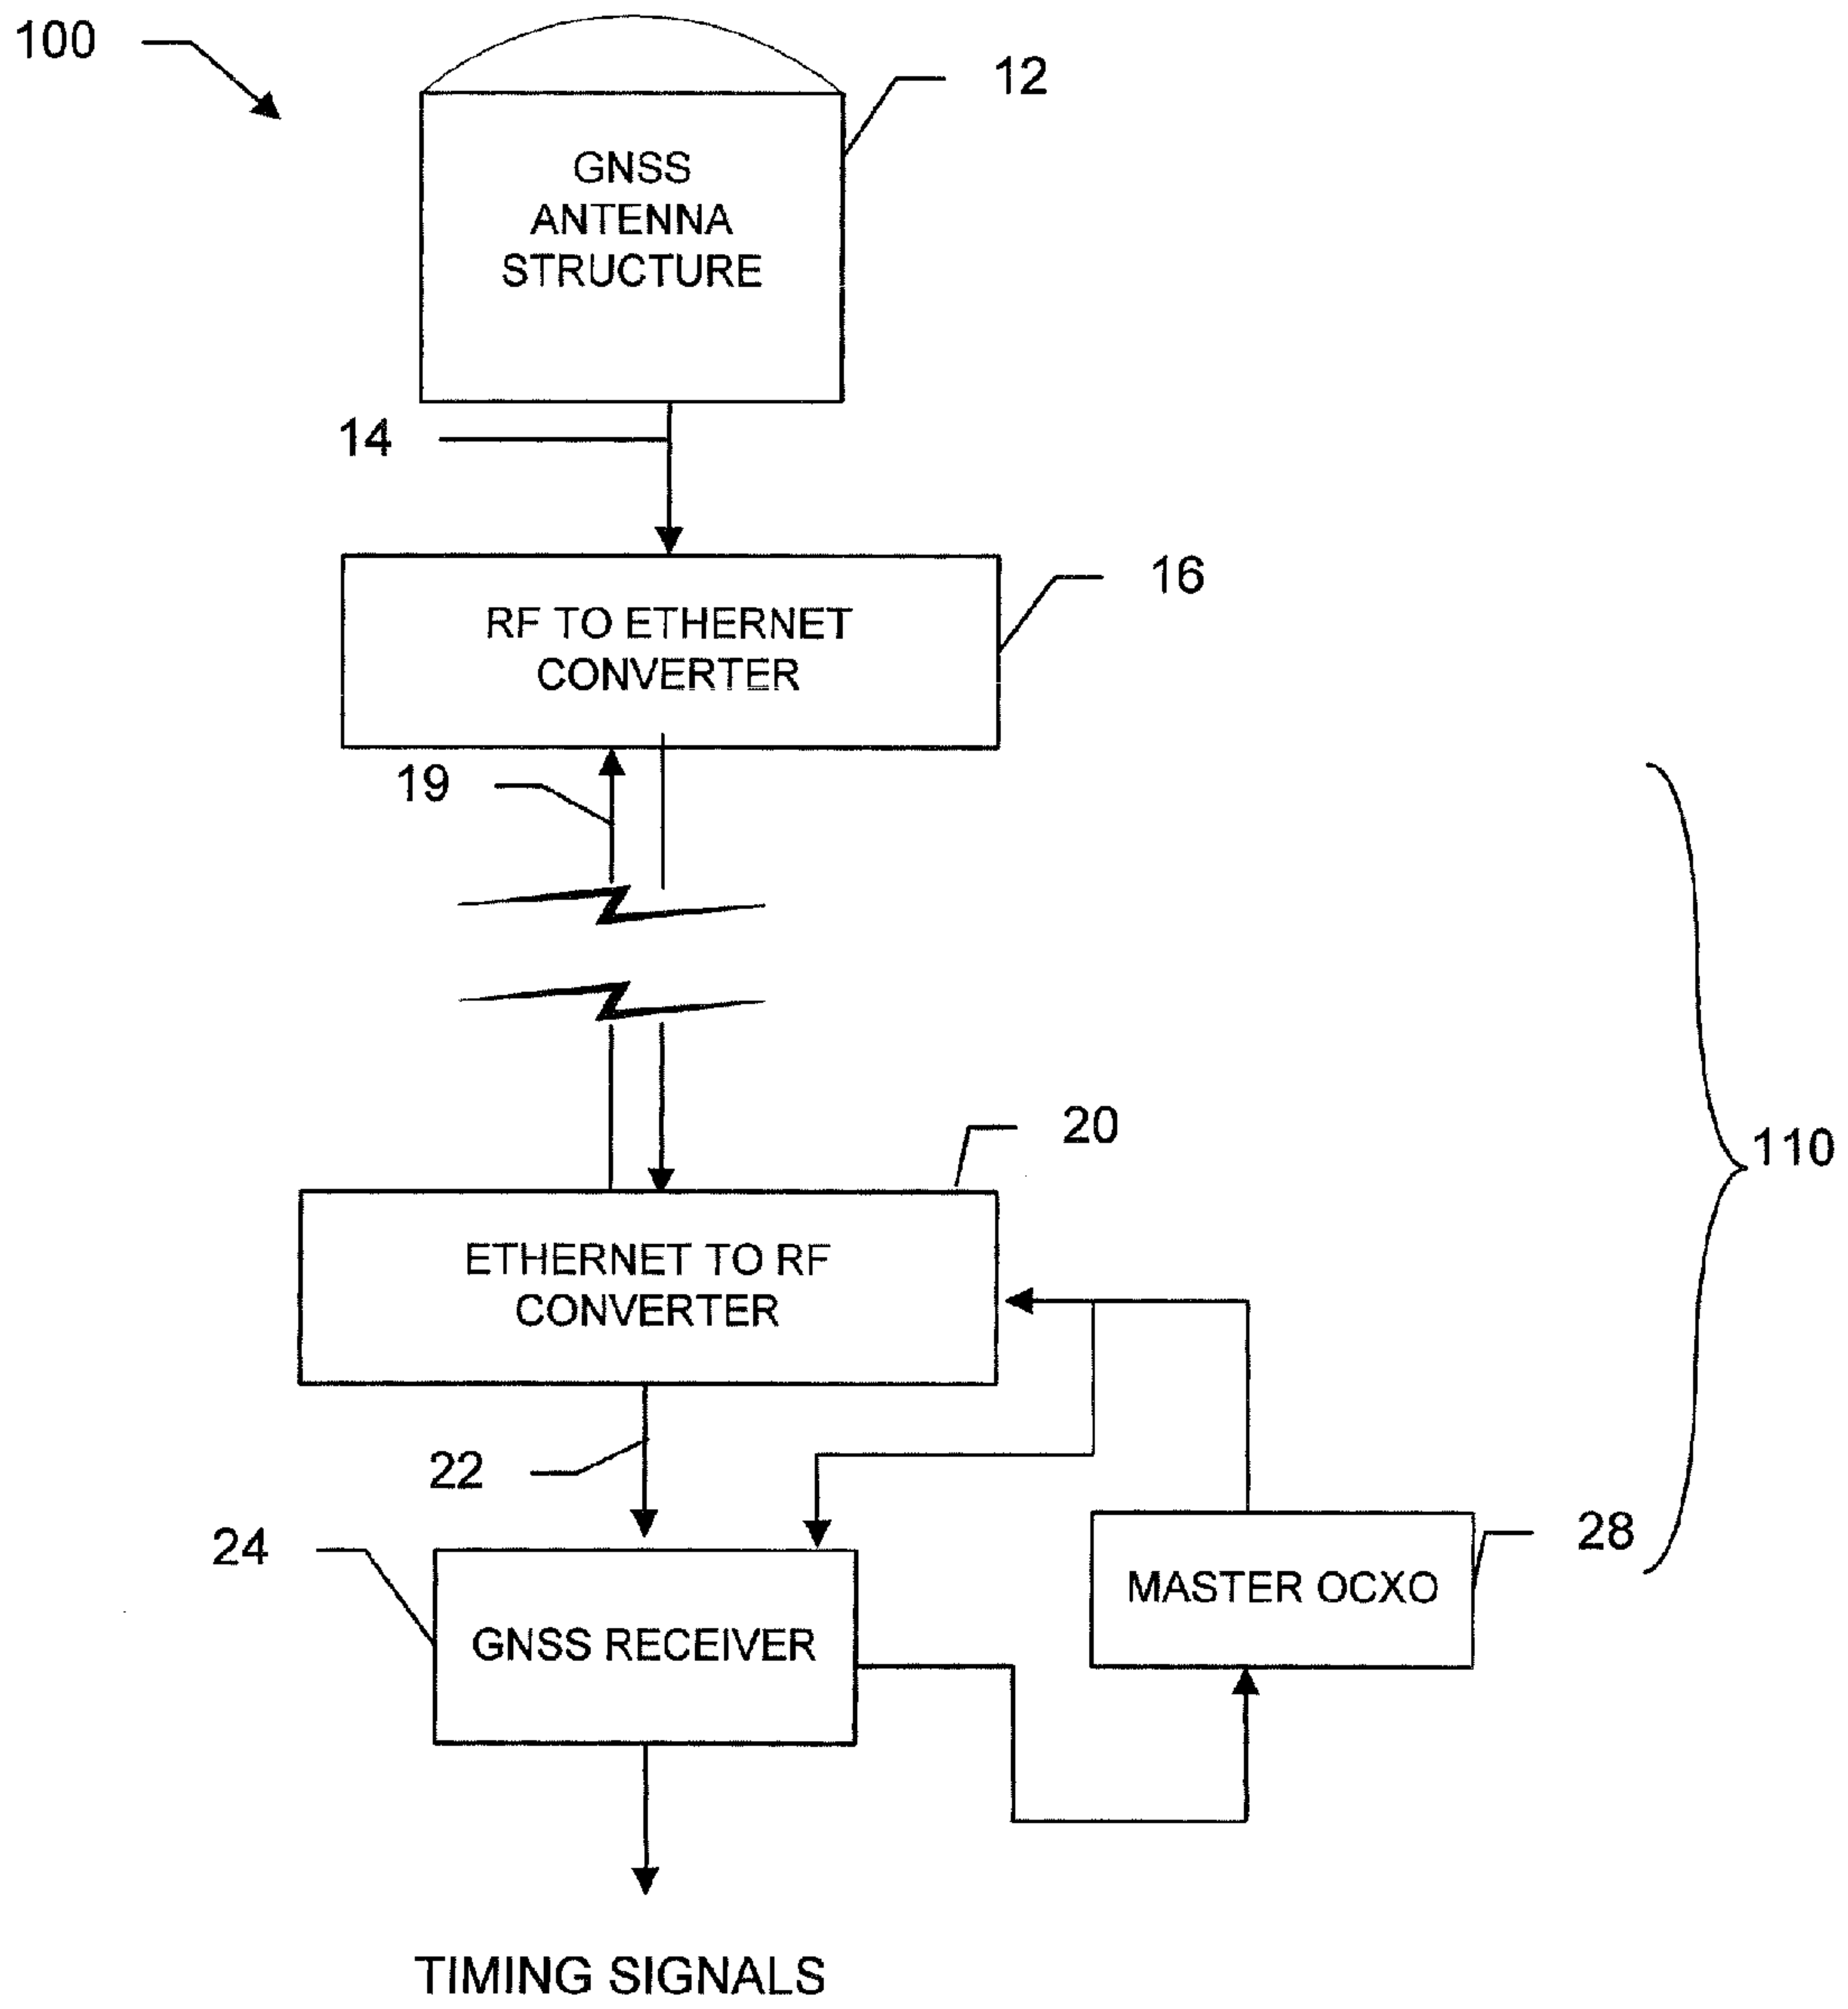 100
12
GNSS
ANTENNA
STRUCTURE
14
16
RF TO ETHERNET
CONVERTER
19
20
110
ETHERNET TO RF
CONVERTER
22
24
28
MASTER OCXO
GNSS RECEIVER
TIMING SIGNALS